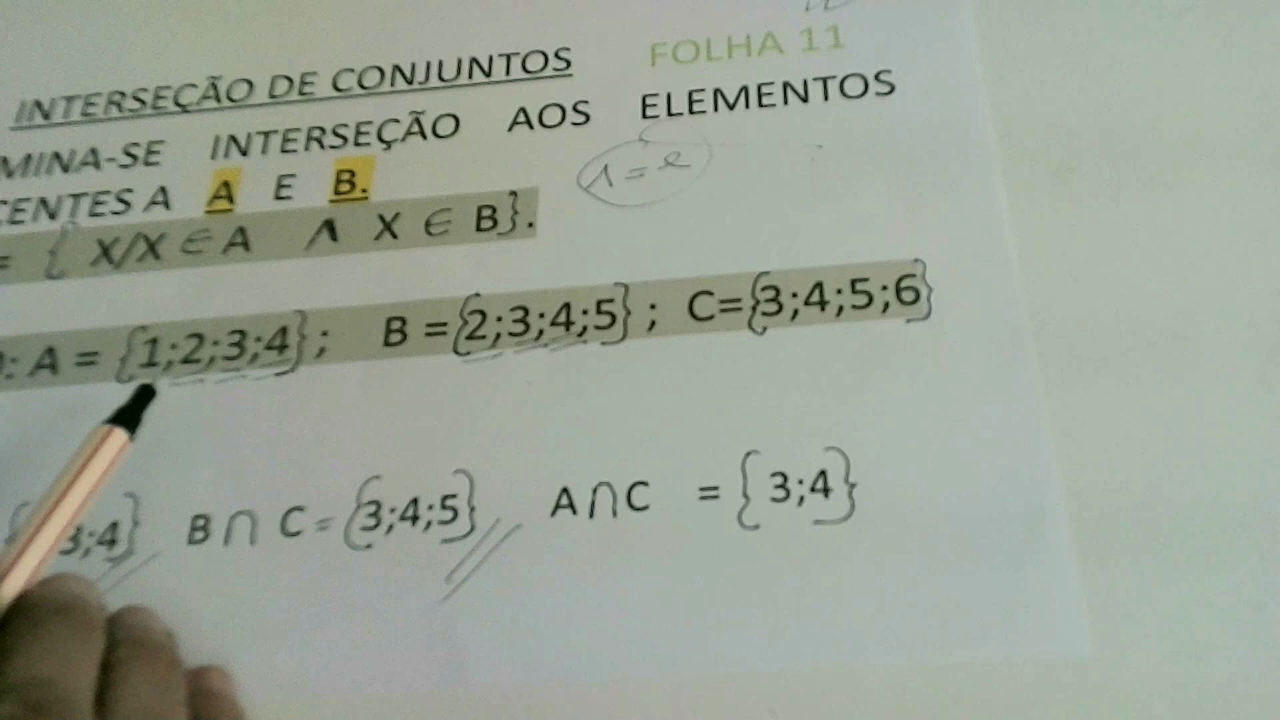 INTERSEÇÃO DE CONJUNTOS FOLHA 11
MINA-SE INTERSEÇÃO AOS ELEMENTOS
CENTES A A E B.
Λ = e
= { X/X ∈ A Λ X ∈ B}.
: A = {1;2;3;4}; B = {2;3;4;5}; C={3;4;5;6}
3;4} B∩C = {3;4;5} A∩C = {3;4}